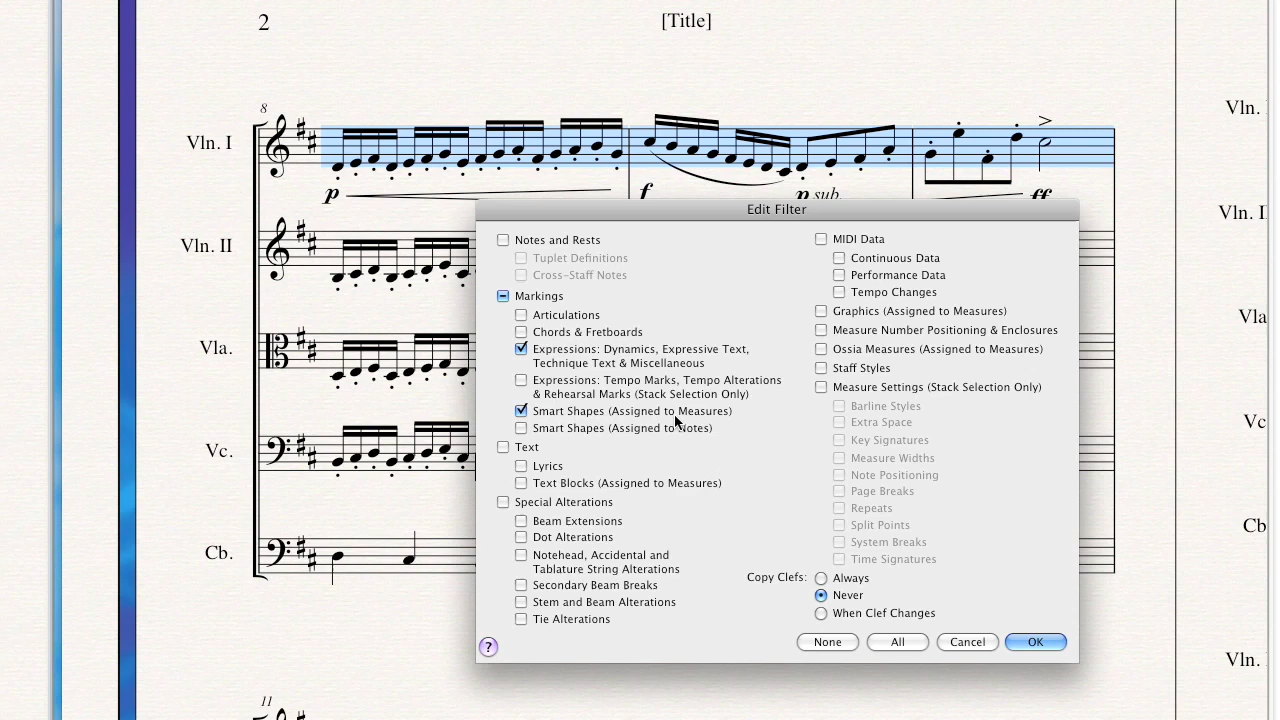 2
[Title]
8
Vln. I
p
f
p sub.
ff
Vln. II
Vla.
Vc.
Cb.
11
Vln.
Vla
Vc
Cb
Vln.
Edit Filter
Notes and Rests
Tuplet Definitions
Cross-Staff Notes
Markings
Articulations
Chords & Fretboards
Expressions: Dynamics, Expressive Text,
Technique Text & Miscellaneous
Expressions: Tempo Marks, Tempo Alterations
& Rehearsal Marks (Stack Selection Only)
Smart Shapes (Assigned to Measures)
Smart Shapes (Assigned to Notes)
Text
Lyrics
Text Blocks (Assigned to Measures)
Special Alterations
Beam Extensions
Dot Alterations
Notehead, Accidental and
Tablature String Alterations
Secondary Beam Breaks
Stem and Beam Alterations
Tie Alterations
MIDI Data
Continuous Data
Performance Data
Tempo Changes
Graphics (Assigned to Measures)
Measure Number Positioning & Enclosures
Ossia Measures (Assigned to Measures)
Staff Styles
Measure Settings (Stack Selection Only)
Barline Styles
Extra Space
Key Signatures
Measure Widths
Note Positioning
Page Breaks
Repeats
Split Points
System Breaks
Time Signatures
Copy Clefs:
Always
Never
When Clef Changes
?
None
All
Cancel
OK